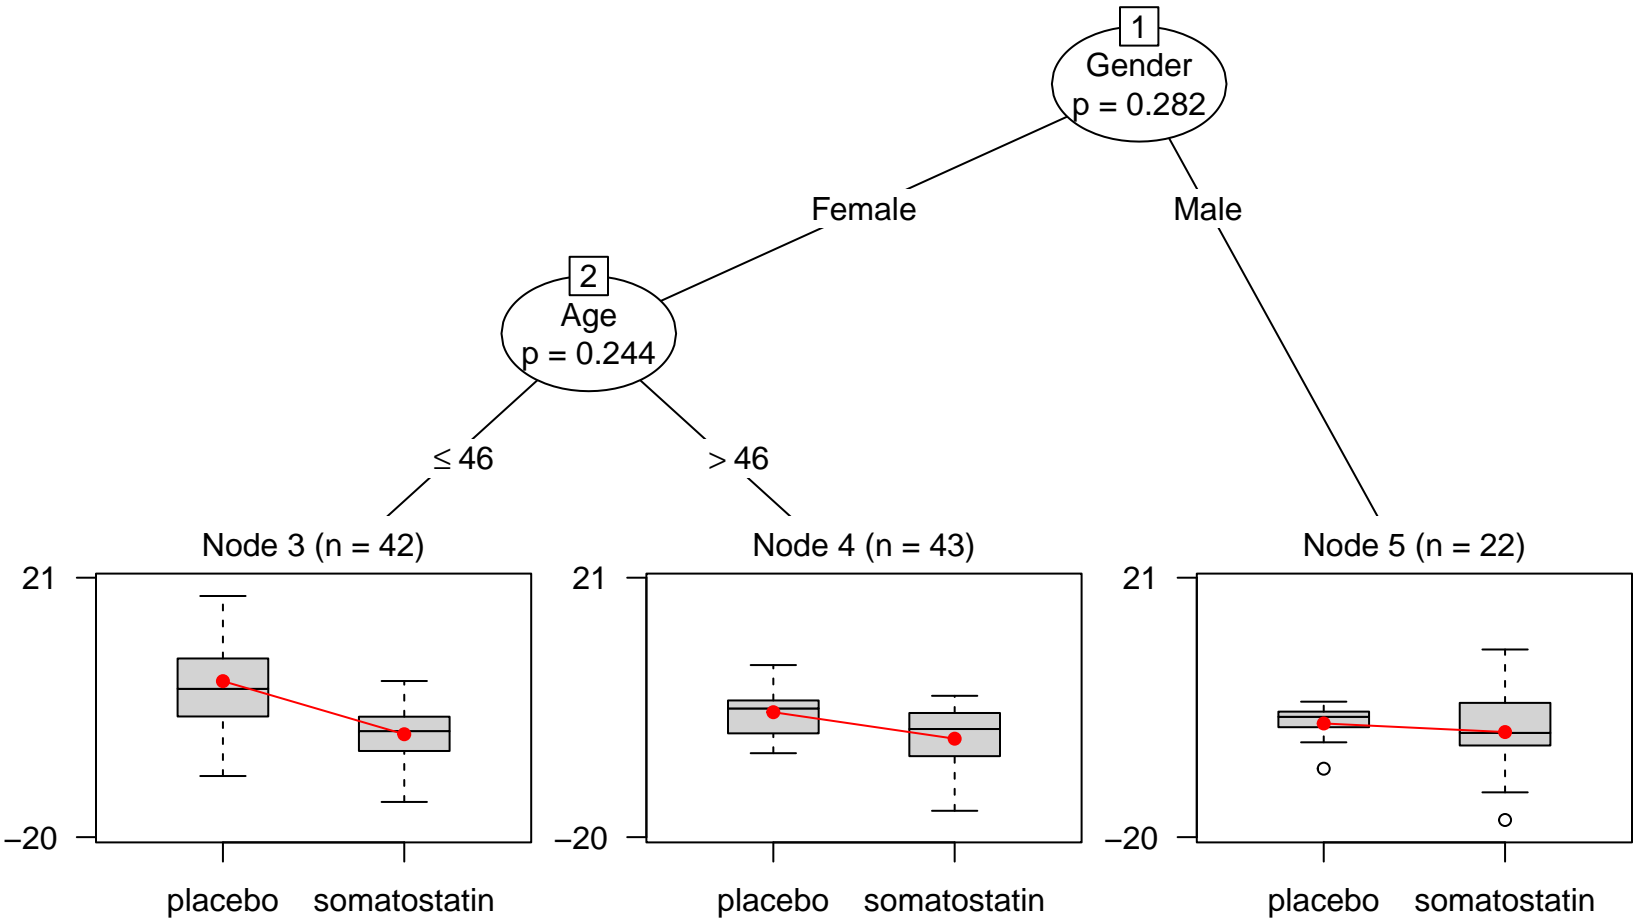 1
Gender
p = 0.282
Female
Male
2
Age
p = 0.244
≤ 46
> 46
Node 3 (n = 42)
21
−20
placebo
somatostatin
Node 4 (n = 43)
21
−20
placebo
somatostatin
Node 5 (n = 22)
21
−20
placebo
somatostatin